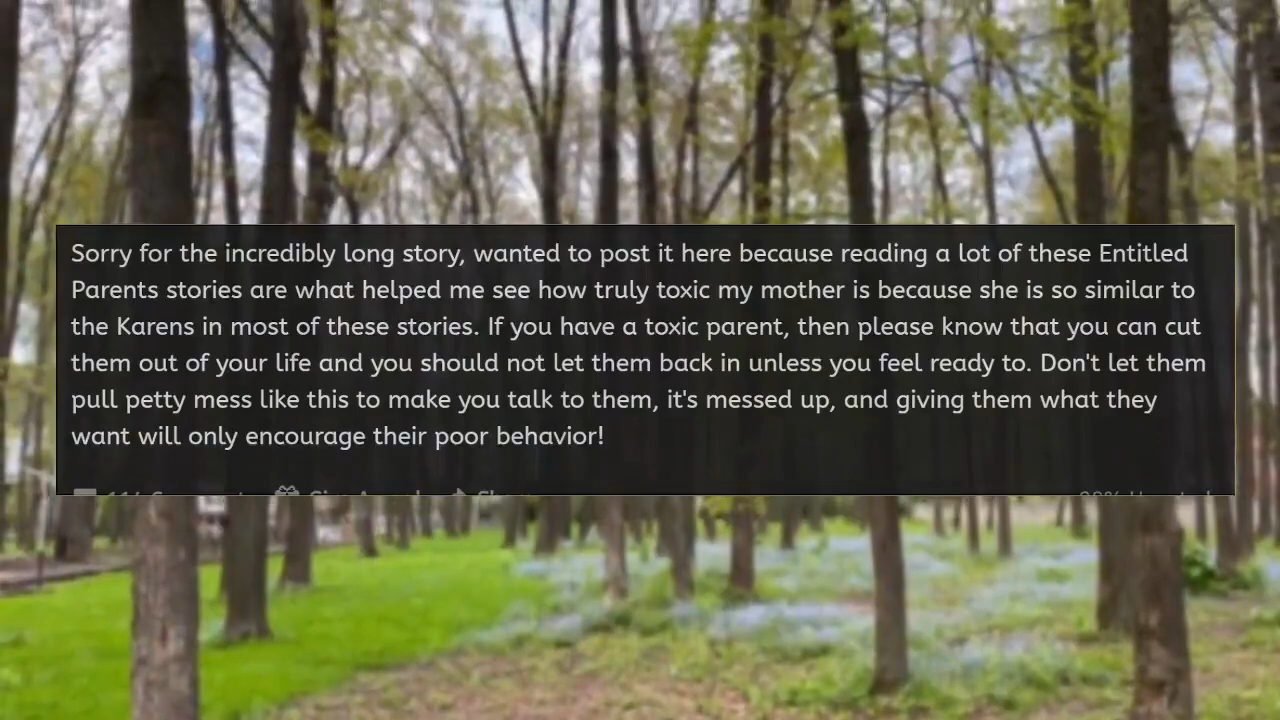 Sorry for the incredibly long story, wanted to post it here because reading a lot of these Entitled
Parents stories are what helped me see how truly toxic my mother is because she is so similar to
the Karens in most of these stories. If you have a toxic parent, then please know that you can cut
them out of your life and you should not let them back in unless you feel ready to. Don't let them
pull petty mess like this to make you talk to them, it's messed up, and giving them what they
want will only encourage their poor behavior!